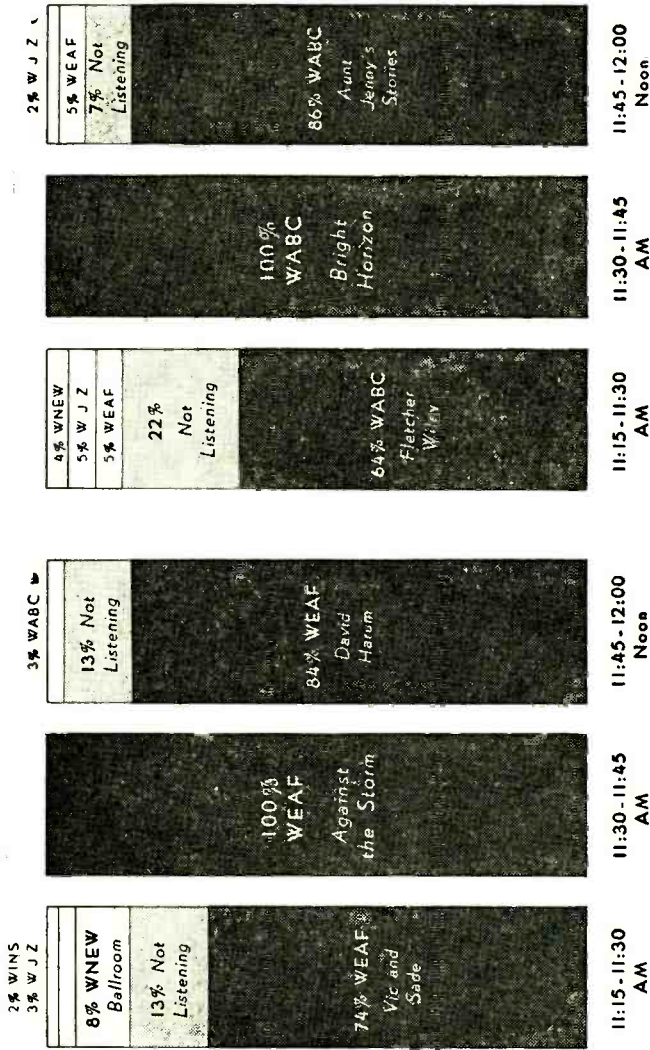 2% WINS
3% WJZ
8% WNEW
Ballroom
13% Not
Listening
74% WEAF
Vic and
Sade
11:15-11:30
AM
100%
WEAF
Against
the Storm
11:30-11:45
AM
3% WABC
13% Not
Listening
84% WEAF
David
Harum
11:45-12:00
Noon
4% WNEW
5% WJZ
5% WEAF
22%
Not
Listening
64% WABC
Fletcher
Wiley
11:15-11:30
AM
100%
WABC
Bright
Horizon
11:30-11:45
AM
2% WJZ
5% WEAF
7% Not
Listening
86% WABC
Aunt
Jenny's
Stories
11:45-12:00
Noon